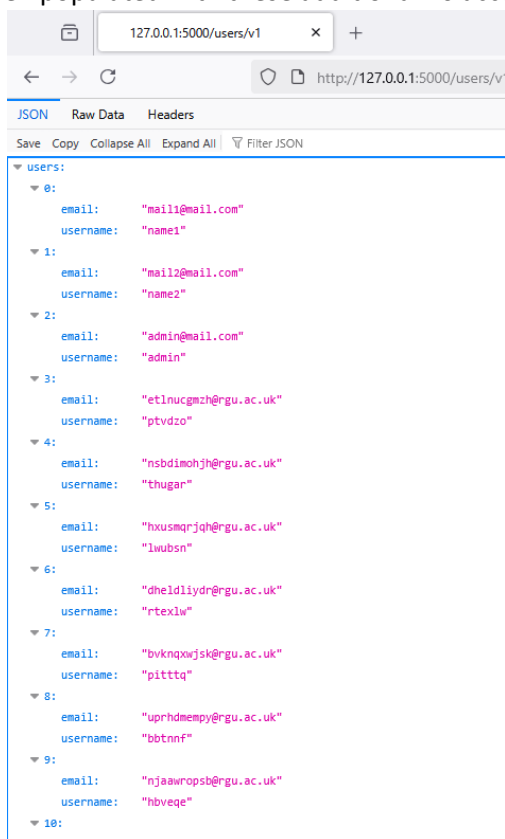 127.0.0.1:5000/users/v1 × +
http://127.0.0.1:5000/users/v1
JSON Raw Data Headers
Save Copy Collapse All Expand All Filter JSON
users:
0:
email: "mail1@mail.com"
username: "name1"
1:
email: "mail2@mail.com"
username: "name2"
2:
email: "admin@mail.com"
username: "admin"
3:
email: "etlnucgmzh@rgu.ac.uk"
username: "ptvdzo"
4:
email: "nsbdimohjh@rgu.ac.uk"
username: "thugar"
5:
email: "hxusmqrjqh@rgu.ac.uk"
username: "lwubsn"
6:
email: "dheldliydr@rgu.ac.uk"
username: "rtexlw"
7:
email: "bvknqxwjsk@rgu.ac.uk"
username: "pitttq"
8:
email: "uprhdmempy@rgu.ac.uk"
username: "bbtnnf"
9:
email: "njaawropsb@rgu.ac.uk"
username: "hbveqe"
10: